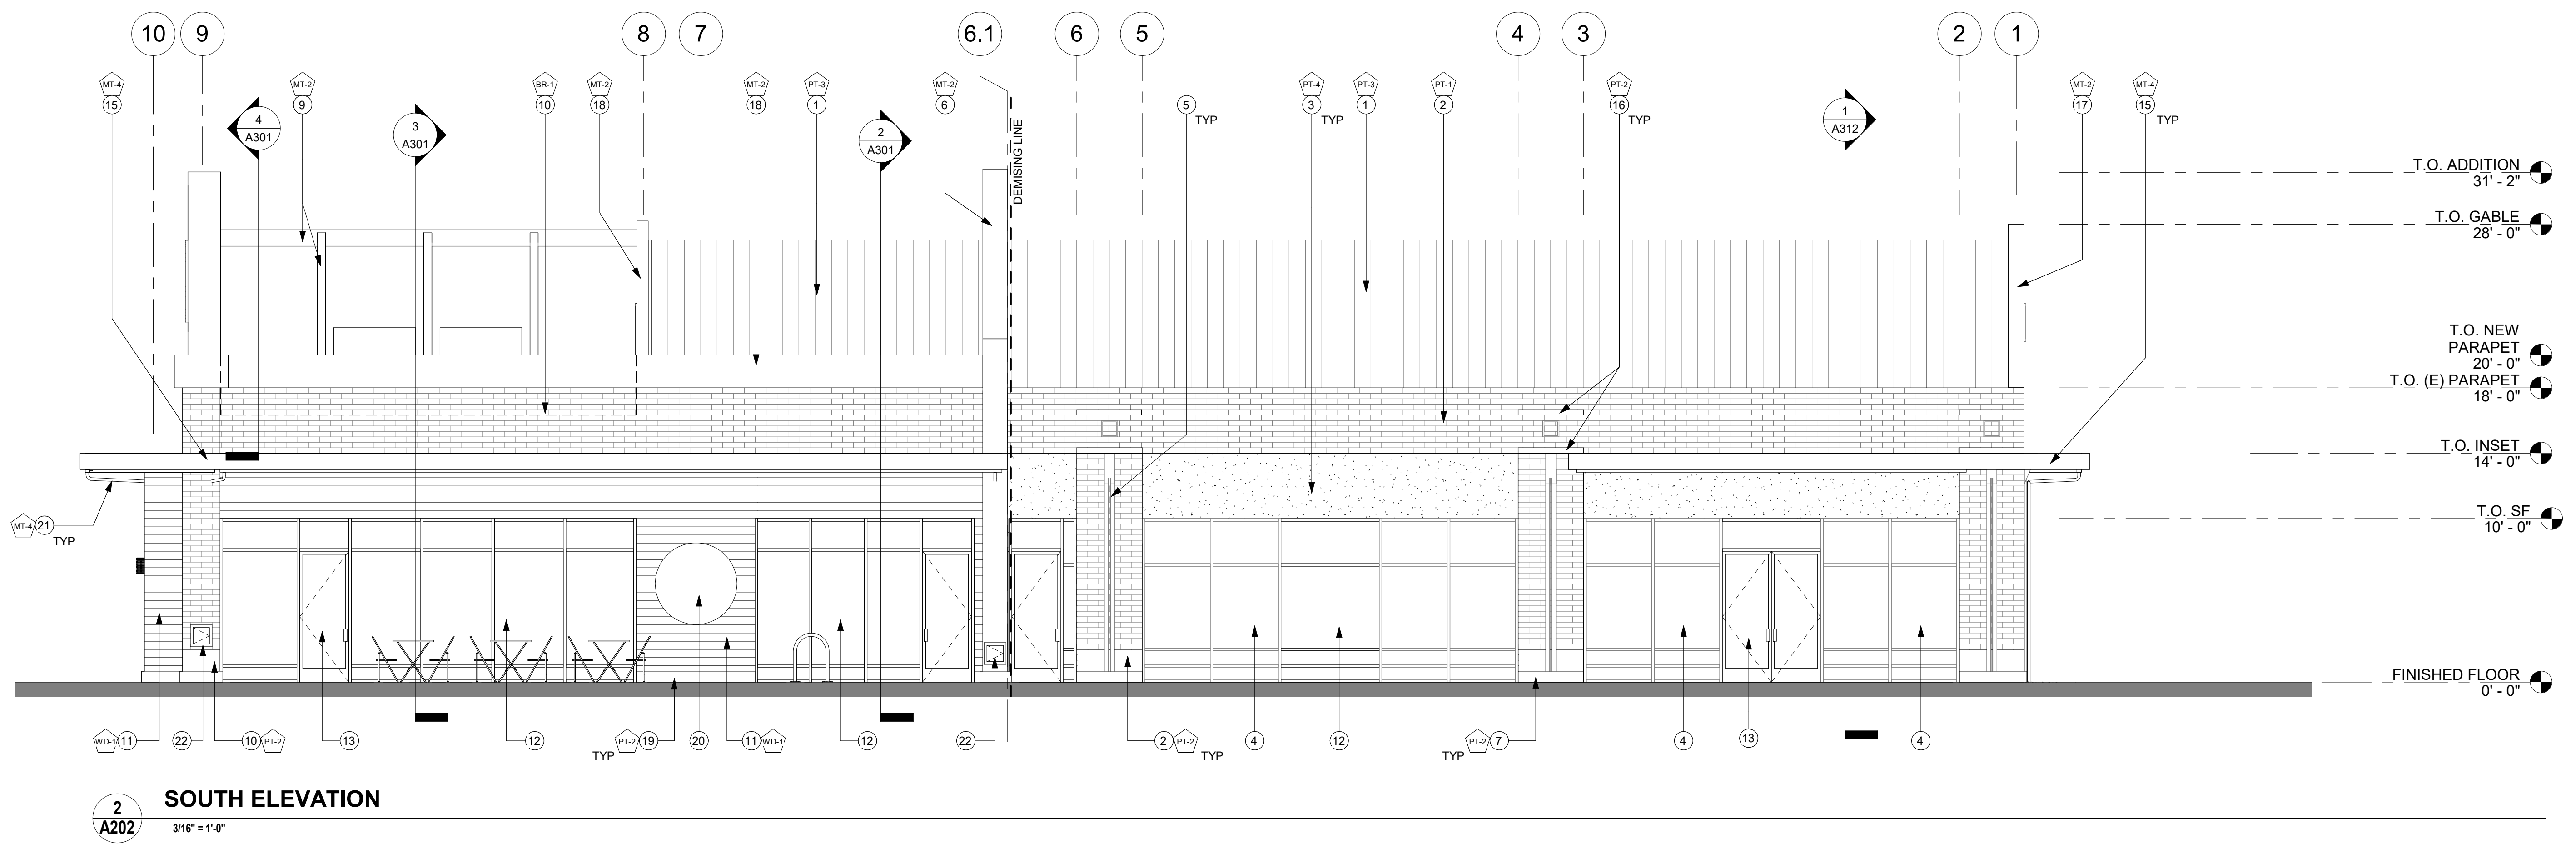 10
9
8
7
6.1
6
5
4
3
2
1
MT-4
15
MT-2
9
BR-1
10
MT-2
18
MT-2
18
PT-3
1
MT-2
6
5
TYP
PT-4
3
TYP
PT-3
1
PT-1
2
PT-2
16
TYP
MT-2
17
MT-4
15
TYP
4
A301
3
A301
2
A301
1
A312
DEMISING LINE
T.O. ADDITION
31' - 2"
T.O. GABLE
28' - 0"
T.O. NEW
PARAPET
20' - 0"
T.O. (E) PARAPET
18' - 0"
T.O. INSET
14' - 0"
T.O. SF
10' - 0"
FINISHED FLOOR
0' - 0"
MT-4
21
TYP
WD-1
11
22
10
PT-2
13
12
TYP
PT-2
19
20
11
WD-1
12
22
2
PT-2
TYP
4
12
TYP
PT-2
7
4
13
4
2
A202
SOUTH ELEVATION
3/16" = 1'-0"